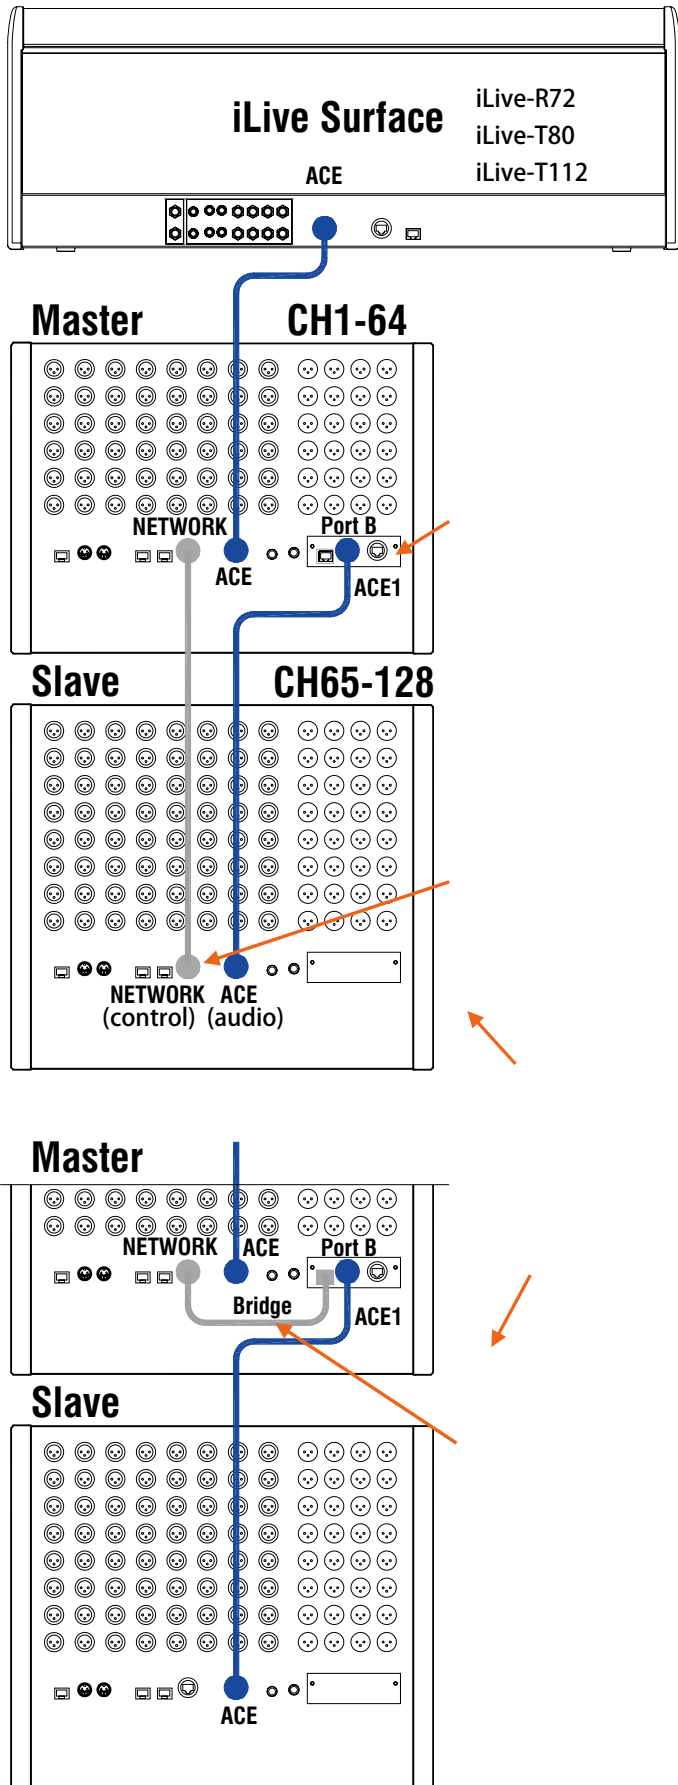 iLive Surface
iLive-R72
iLive-T80
iLive-T112
ACE
Master
CH1-64
NETWORK
Port B
ACE
ACE1
Slave
CH65-128
NETWORK ACE
(control) (audio)
Master
NETWORK
ACE
Port B
Bridge
ACE1
Slave
ACE